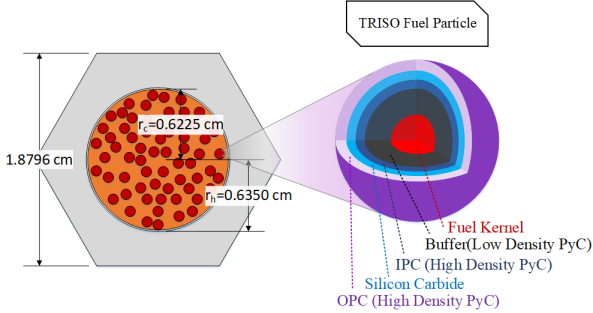 TRISO Fuel Particle
r_c=0.6225 cm
1.8796 cm
r_h=0.6350 cm
Fuel Kernel
Buffer(Low Density PyC)
IPC (High Density PyC)
Silicon Carbide
OPC (High Density PyC)